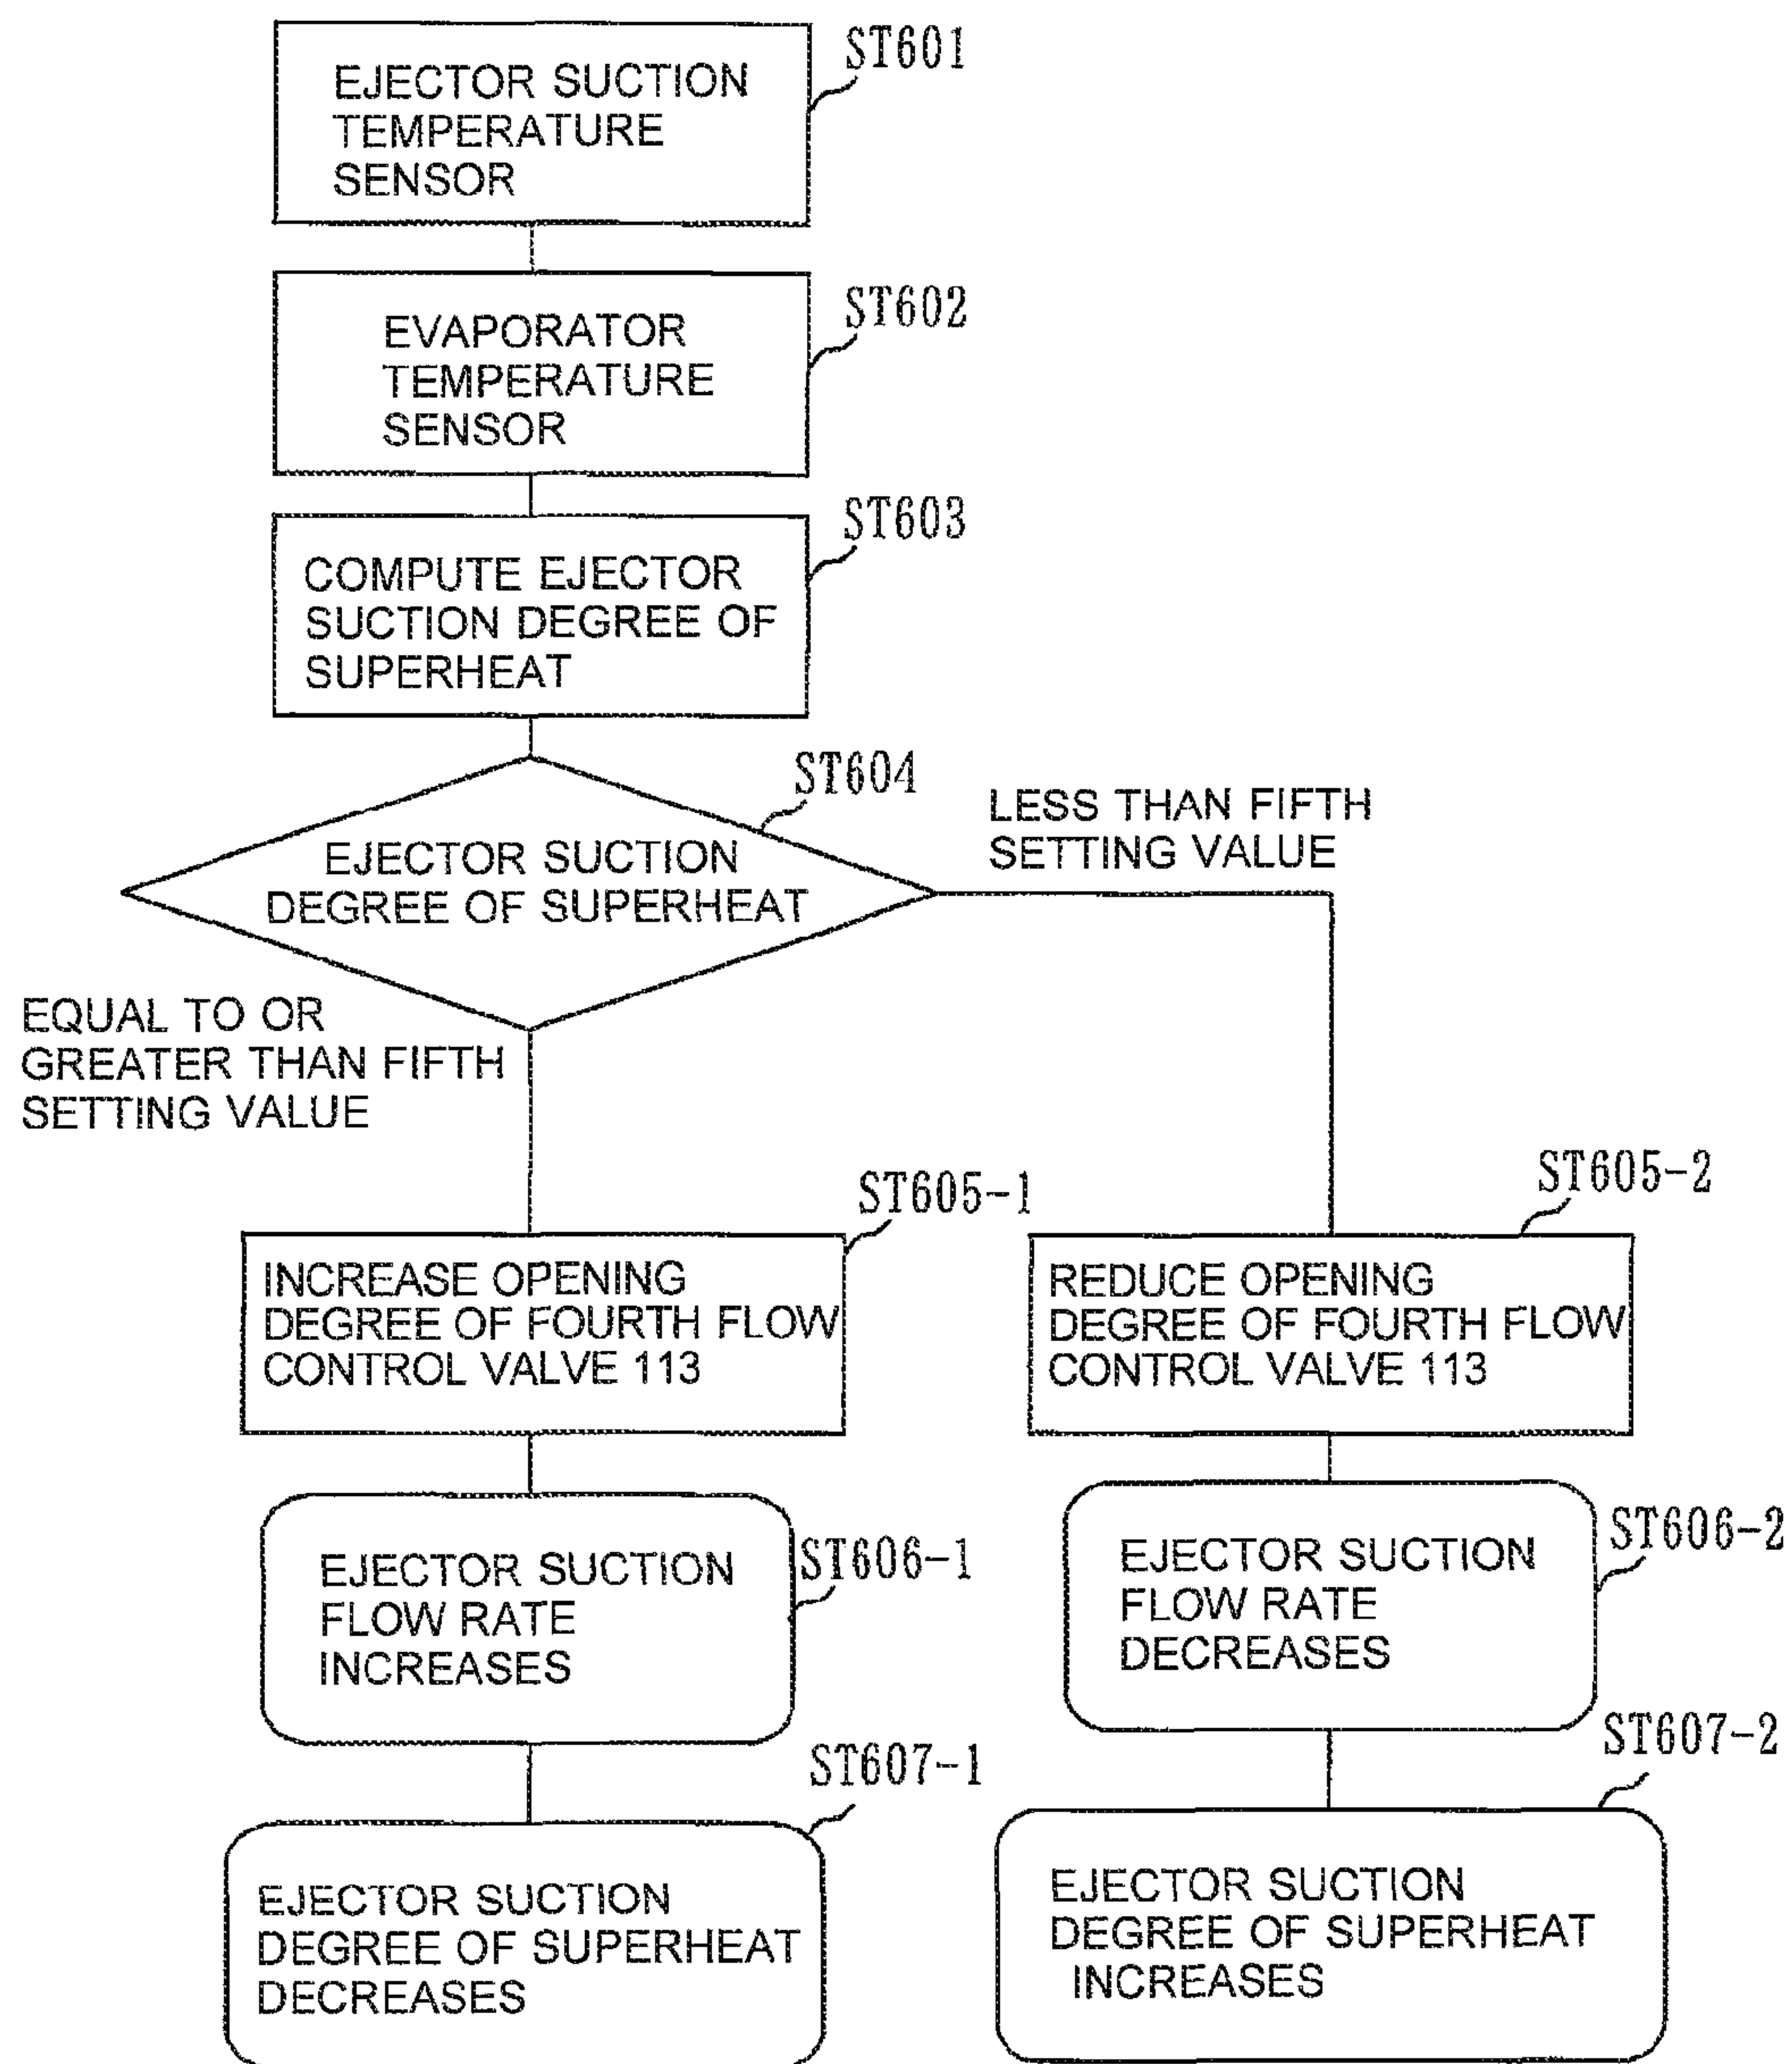 EJECTOR SUCTION
TEMPERATURE
SENSOR
ST601
EVAPORATOR
TEMPERATURE
SENSOR
ST602
COMPUTE EJECTOR
SUCTION DEGREE OF
SUPERHEAT
ST603
EJECTOR SUCTION
DEGREE OF SUPERHEAT
ST604
LESS THAN FIFTH
SETTING VALUE
EQUAL TO OR
GREATER THAN FIFTH
SETTING VALUE
INCREASE OPENING
DEGREE OF FOURTH FLOW
CONTROL VALVE 113
ST605-1
REDUCE OPENING
DEGREE OF FOURTH FLOW
CONTROL VALVE 113
ST605-2
EJECTOR SUCTION
FLOW RATE
INCREASES
ST606-1
EJECTOR SUCTION
FLOW RATE
DECREASES
ST606-2
EJECTOR SUCTION
DEGREE OF SUPERHEAT
DECREASES
ST607-1
EJECTOR SUCTION
DEGREE OF SUPERHEAT
INCREASES
ST607-2